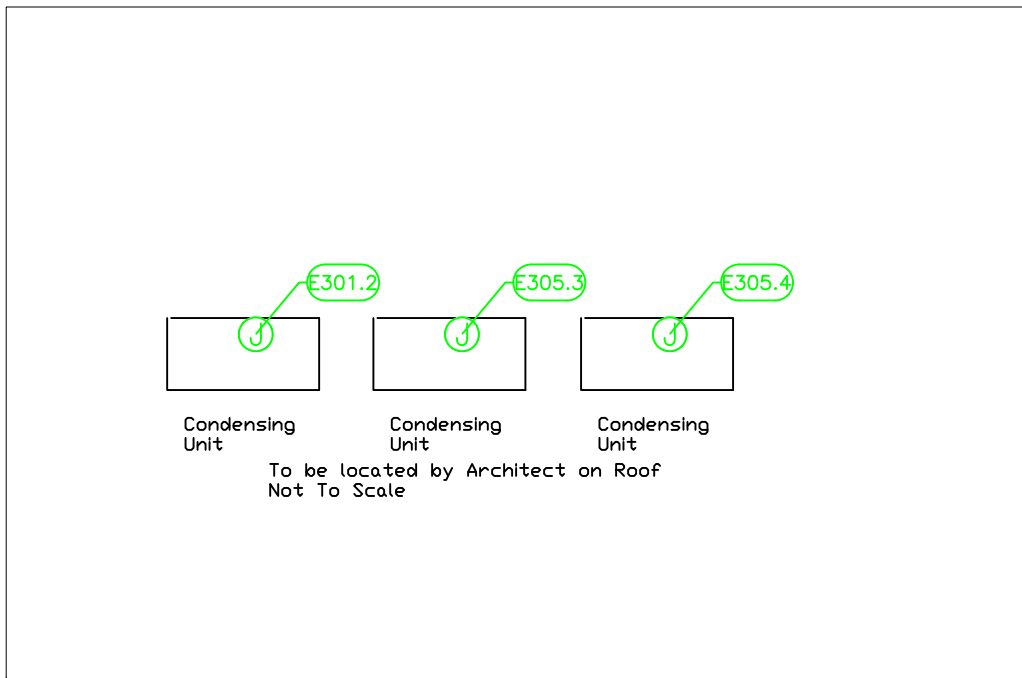 E301.2
E305.3
E305.4
J
J
J
Condensing
Unit
Condensing
Unit
Condensing
Unit
To be located by Architect on Roof
Not To Scale